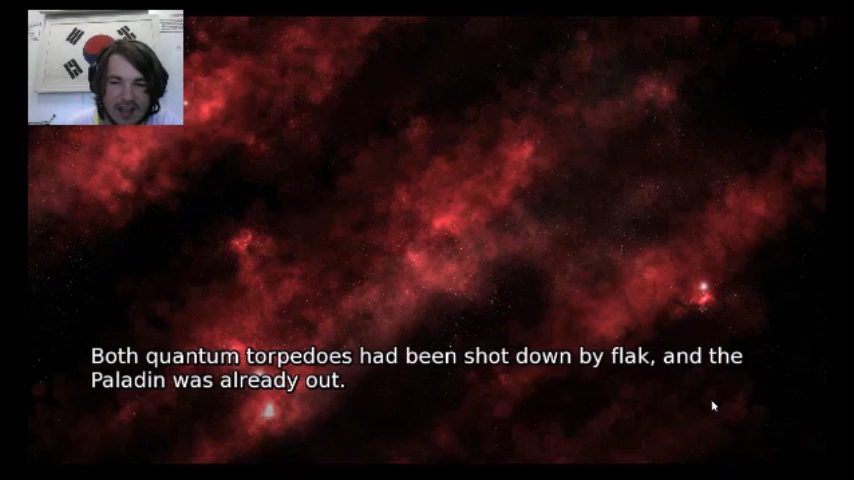 Both quantum torpedoes had been shot down by flak, and the
Paladin was already out.